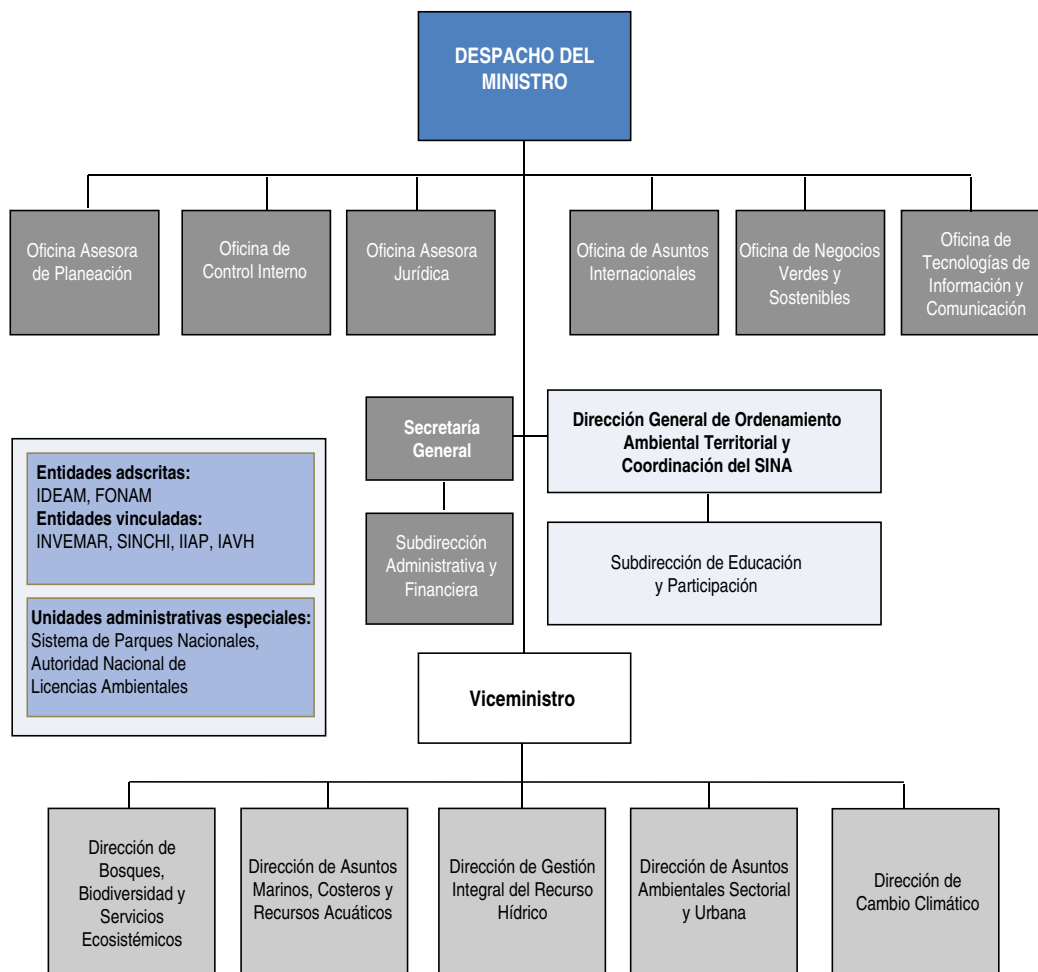 DESPACHO DEL
MINISTRO
Oficina Asesora
de Planeación
Oficina de
Control Interno
Oficina Asesora
Jurídica
Oficina de Asuntos
Internacionales
Oficina de Negocios
Verdes y
Sostenibles
Oficina de
Tecnologías de
Información y
Comunicación
Secretaría
General
Dirección General de Ordenamiento
Ambiental Territorial y
Coordinación del SINA
Subdirección
Administrativa y
Financiera
Subdirección de Educación
y Participación
Entidades adscritas:
IDEAM, FONAM
Entidades vinculadas:
INVEMAR, SINCHI, IIAP, IAVH
Unidades administrativas especiales:
Sistema de Parques Nacionales,
Autoridad Nacional de
Licencias Ambientales
Viceministro
Dirección de
Bosques,
Biodiversidad y
Servicios
Ecosistémicos
Dirección de Asuntos
Marinos, Costeros y
Recursos Acuáticos
Dirección de Gestión
Integral del Recurso
Hídrico
Dirección de Asuntos
Ambientales Sectorial
y Urbana
Dirección de
Cambio Climático